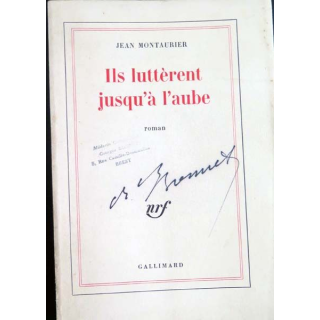 JEAN MONTAURIER
Ils luttèrent
jusqu'à l'aube
roman
nrf
GALLIMARD